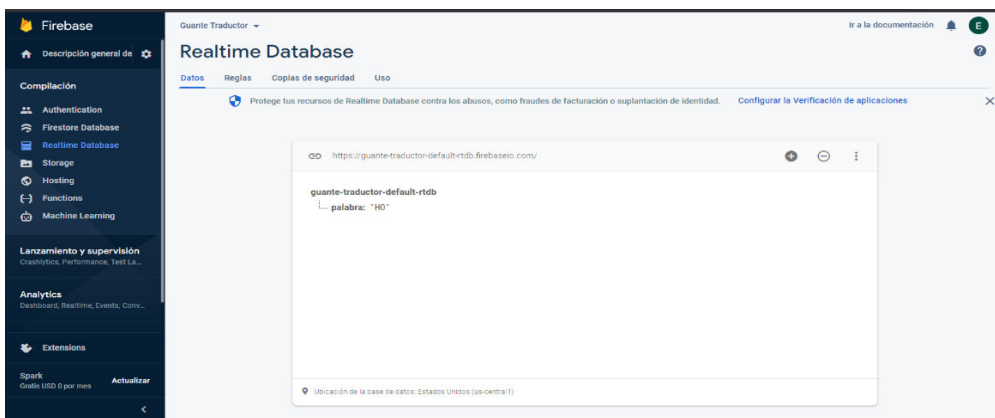 Firebase
Descripción general de
Compilación
Authentication
Firestore Database
Realtime Database
Storage
Hosting
Functions
Machine Learning
Lanzamiento y supervisión
Crashlytics, Performance, Test La...
Analytics
Dashboard, Realtime, Events, Conv...
Extensions
Spark
Gratis USD 0 por mes
Actualizar
Guante Traductor
Ir a la documentación
E
Realtime Database
Datos Reglas Copias de seguridad Uso
Protege tus recursos de Realtime Database contra los abusos, como fraudes de facturación o suplantación de identidad. Configurar la Verificación de aplicaciones
https://guante-traductor-default-rtdb.firebaseio.com/
guante-traductor-default-rtdb
palabra: "HO"
Ubicación de la base de datos: Estados Unidos (us-central1)